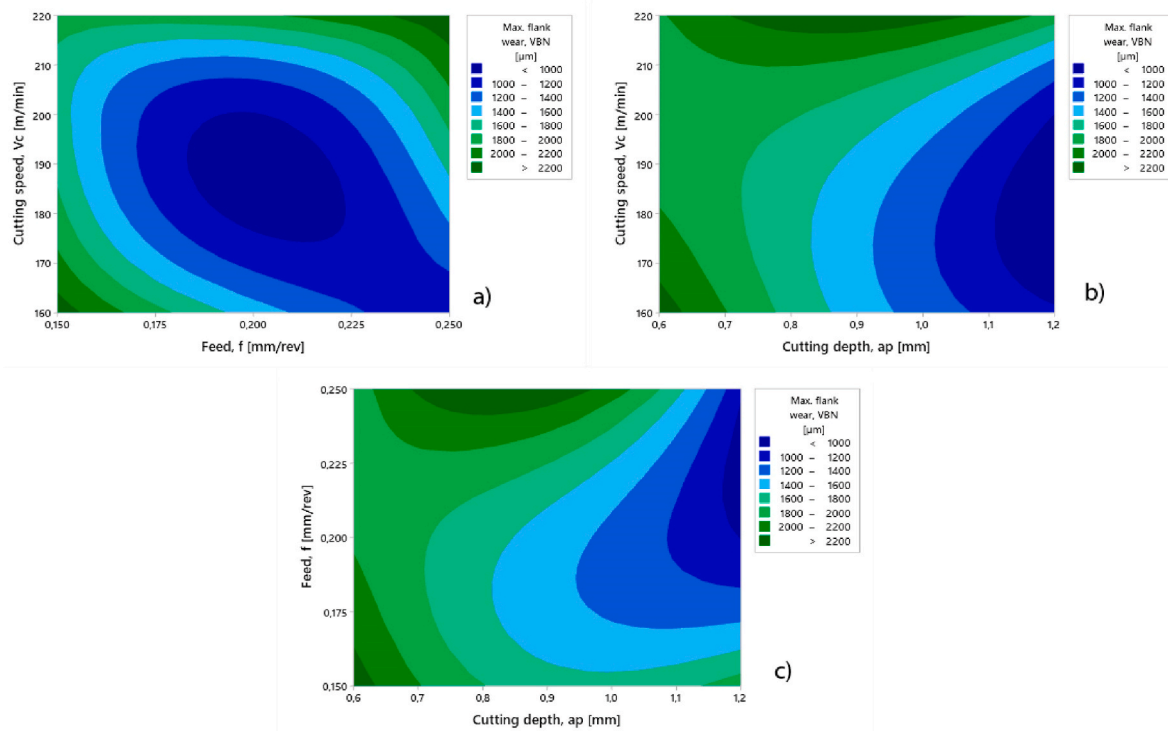 Max. flank
wear, VBN
[µm]
< 1000
1000 – 1200
1200 – 1400
1400 – 1600
1600 – 1800
1800 – 2000
2000 – 2200
> 2200
Cutting speed, Vc [m/min]
220
210
200
190
180
170
160
0,150
0,175
0,200
0,225
0,250
Feed, f [mm/rev]
a)
Max. flank
wear, VBN
[µm]
< 1000
1000 – 1200
1200 – 1400
1400 – 1600
1600 – 1800
1800 – 2000
2000 – 2200
> 2200
Cutting speed, Vc [m/min]
220
210
200
190
180
170
160
0,6
0,7
0,8
0,9
1,0
1,1
1,2
Cutting depth, ap [mm]
b)
Max. flank
wear, VBN
[µm]
< 1000
1000 – 1200
1200 – 1400
1400 – 1600
1600 – 1800
1800 – 2000
2000 – 2200
> 2200
Feed, f [mm/rev]
0,250
0,225
0,200
0,175
0,150
0,6
0,7
0,8
0,9
1,0
1,1
1,2
Cutting depth, ap [mm]
c)